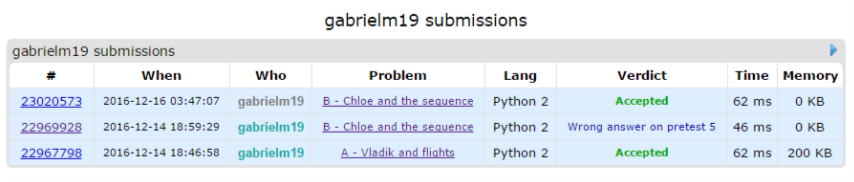 gabrielm19 submissions
gabrielm19 submissions
# When Who Problem Lang Verdict Time Memory
23020573 2016-12-16 03:47:07 gabrielm19 B - Chloe and the sequence Python 2 Accepted 62 ms 0 KB
22969928 2016-12-14 18:59:29 gabrielm19 B - Chloe and the sequence Python 2 Wrong answer on pretest 5 46 ms 0 KB
22967798 2016-12-14 18:46:58 gabrielm19 A - Vladik and flights Python 2 Accepted 62 ms 200 KB